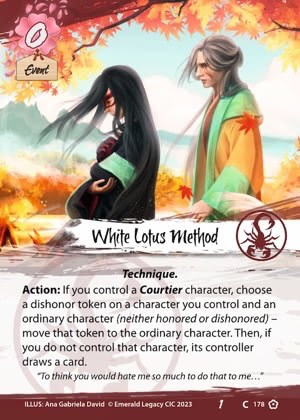 0
Event
White Lotus Method
Technique.
Action: If you control a Courtier character, choose
a dishonor token on a character you control and an
ordinary character (neither honored or dishonored) –
move that token to the ordinary character. Then, if
you do not control that character, its controller
draws a card.
"To think you would hate me so much to do that to me…"
ILLUS: Ana Gabriela David © Emerald Legacy CIC 2023 1 C 178